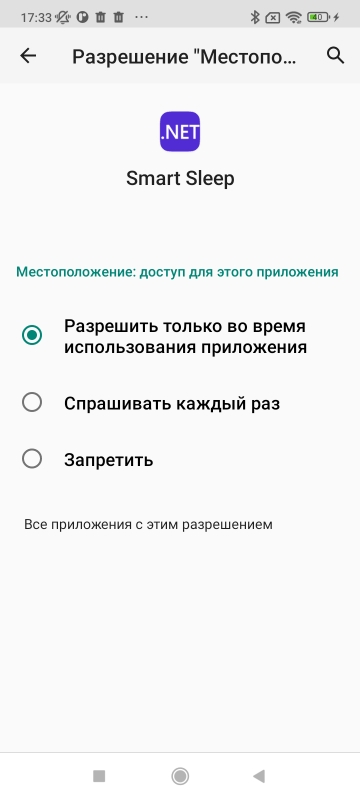 17:33
40
Разрешение "Местопо...
.NET
Smart Sleep
Местоположение: доступ для этого приложения
Разрешить только во время
использования приложения
Спрашивать каждый раз
Запретить
Все приложения с этим разрешением